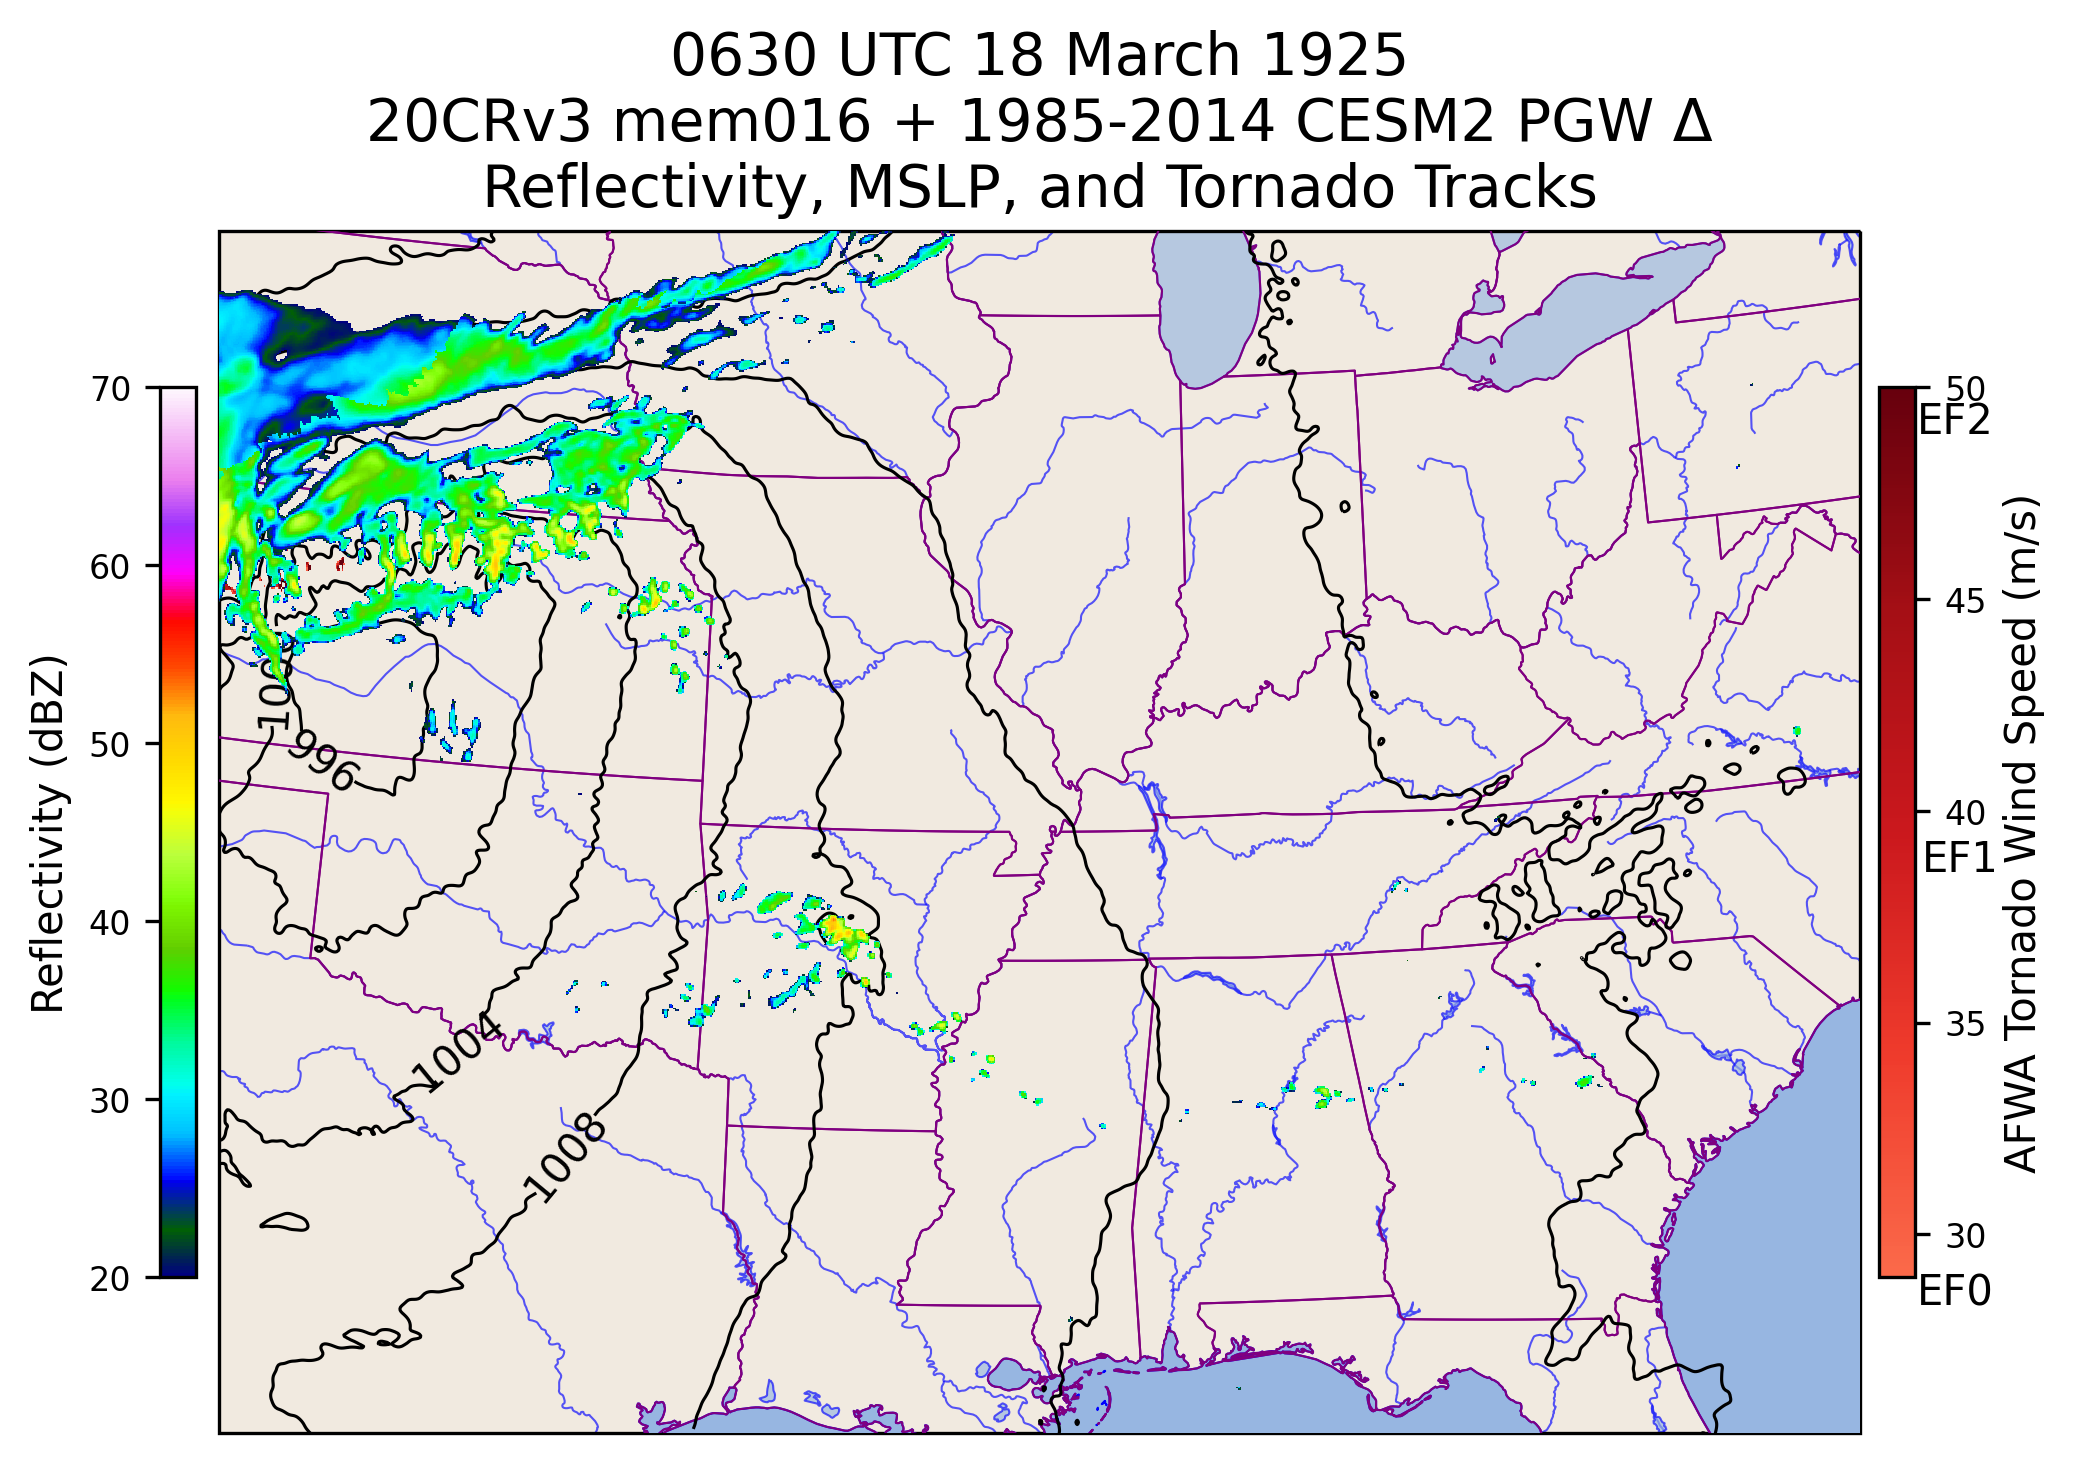 0630 UTC 18 March 1925
20CRv3 mem016 + 1985-2014 CESM2 PGW Δ
Reflectivity, MSLP, and Tornado Tracks
Reflectivity (dBZ)
70
60
50
40
30
20
996
1004
1008
50
EF2
45
40
EF1
35
30
EF0
AFWA Tornado Wind Speed (m/s)